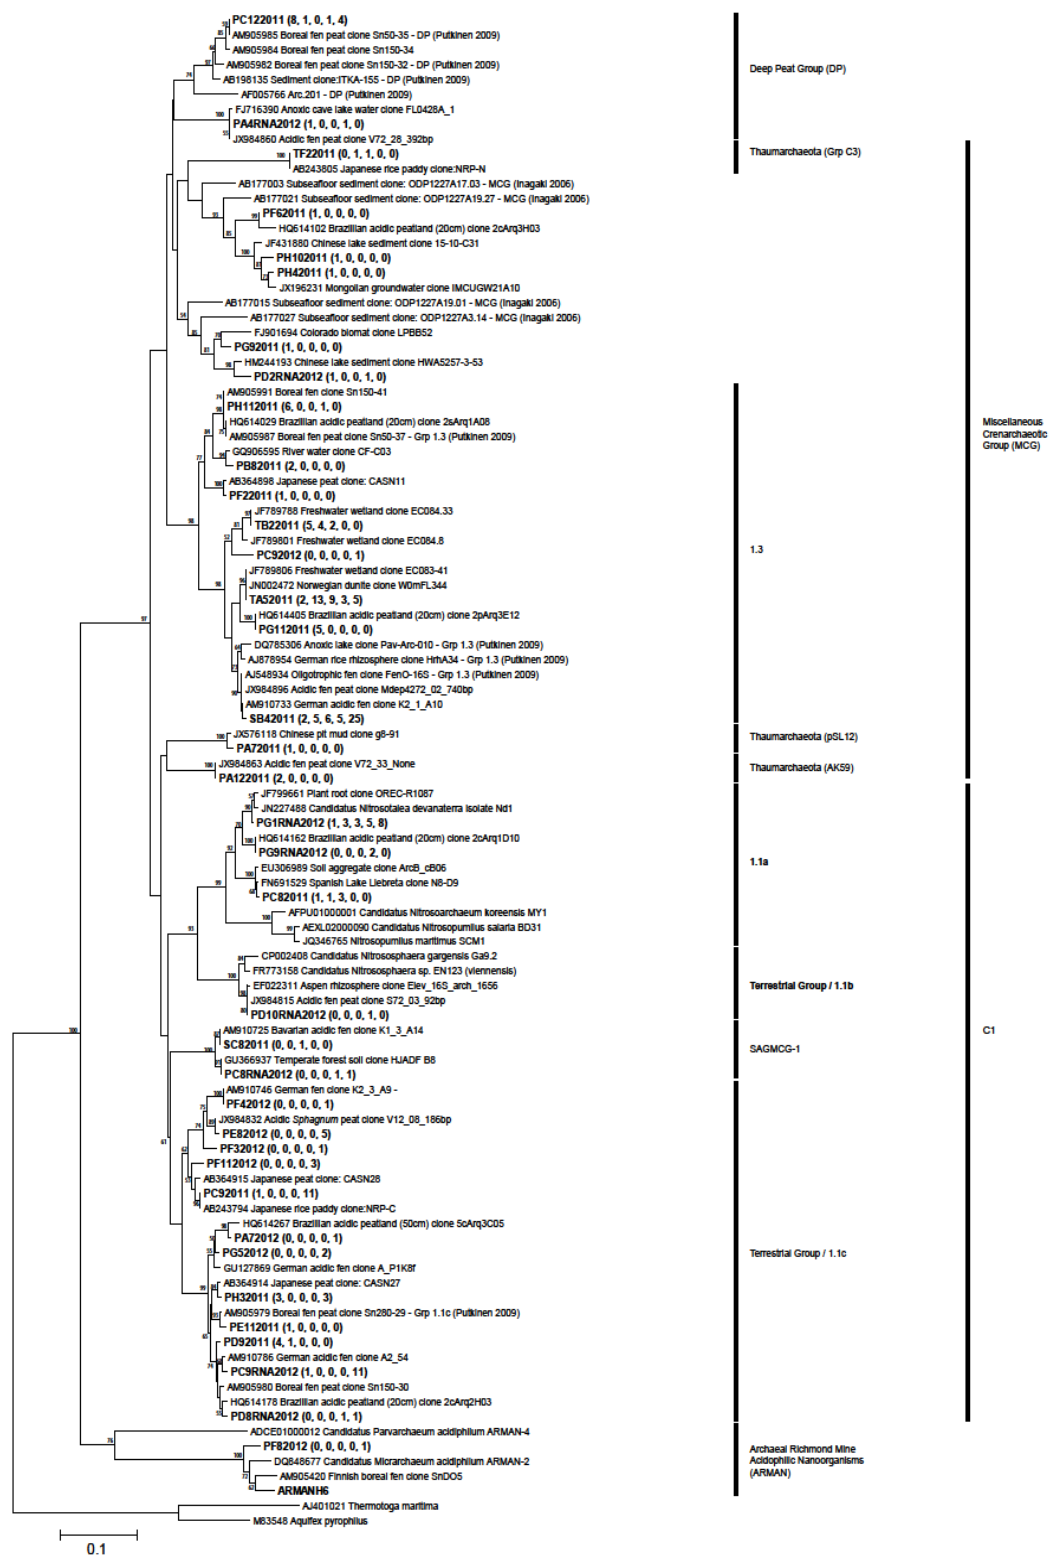 PC122011 (8, 1, 0, 1, 4)
AM905985 Boreal fen peat clone Sn50-35 - DP (Putkinen 2009)
AM905984 Boreal fen peat clone Sn150-34
AM905982 Boreal fen peat clone Sn150-32 - DP (Putkinen 2009)
Deep Peat Group (DP)
AB198135 Sediment clone:ITKA-155 - DP (Putkinen 2009)
AF005766 Arc.201 - DP (Putkinen 2009)
FJ716390 Anoxic cave lake water clone FL0428A_1
PA4RNA2012 (1, 0, 0, 1, 0)
JX984860 Acidic fen peat clone V72_28_392bp
TF22011 (0, 1, 1, 0, 0)
Thaumarchaeota (Grp C3)
AB243805 Japanese rice paddy clone:NRP-N
AB177003 Subseafloor sediment clone: ODP1227A17.03 - MCG (Inagaki 2006)
AB177021 Subseafloor sediment clone: ODP1227A19.27 - MCG (Inagaki 2006)
PF62011 (1, 0, 0, 0, 0)
HQ614102 Brazilian acidic peatland (20cm) clone 2cArq3H03
JF431880 Chinese lake sediment clone 15-10-C31
PH102011 (1, 0, 0, 0, 0)
PH42011 (1, 0, 0, 0, 0)
JX196231 Mongolian groundwater clone IMCUGW21A10
AB177015 Subseafloor sediment clone: ODP1227A19.01 - MCG (Inagaki 2006)
AB177027 Subseafloor sediment clone: ODP1227A3.14 - MCG (Inagaki 2006)
FJ901694 Colorado biomat clone LPBB52
PG92011 (1, 0, 0, 0, 0)
HM244193 Chinese lake sediment clone HWA5257-3-53
PD2RNA2012 (1, 0, 0, 1, 0)
AM905991 Boreal fen clone Sn150-41
PH112011 (6, 0, 0, 1, 0)
HQ614029 Brazilian acidic peatland (20cm) clone 2sArq1A08
Miscellaneous
Crenarchaeotic
Group (MCG)
AM905987 Boreal fen peat clone Sn50-37 - Grp 1.3 (Putkinen 2009)
GQ906595 River water clone CF-C03
PB82011 (2, 0, 0, 0, 0)
AB364898 Japanese peat clone: CASN11
PF22011 (1, 0, 0, 0, 0)
JF789788 Freshwater wetland clone EC084.33
TB22011 (5, 4, 2, 0, 0)
JF789801 Freshwater wetland clone EC084.8
1.3
PC92012 (0, 0, 0, 0, 1)
JF789806 Freshwater wetland clone EC083-41
JN002472 Norwegian dunite clone W0mFL344
TA52011 (2, 13, 9, 3, 5)
HQ614405 Brazilian acidic peatland (20cm) clone 2pArq3E12
PG112011 (5, 0, 0, 0, 0)
DQ785306 Anoxic lake clone Pav-Arc-010 - Grp 1.3 (Putkinen 2009)
AJ878954 German rice rhizosphere clone HrhA34 - Grp 1.3 (Putkinen 2009)
AJ548934 Oligotrophic fen clone FenO-16S - Grp 1.3 (Putkinen 2009)
JX984896 Acidic fen peat clone Mdep4272_02_740bp
AM910733 German acidic fen clone K2_1_A10
SB42011 (2, 5, 6, 5, 25)
JX576118 Chinese pit mud clone g8-91
Thaumarchaeota (pSL12)
PA72011 (1, 0, 0, 0, 0)
JX984863 Acidic fen peat clone V72_33_None
Thaumarchaeota (AK59)
PA122011 (2, 0, 0, 0, 0)
JF799661 Plant root clone OREC-R1087
JN227488 Candidatus Nitrosotalea devanaterra isolate Nd1
PG1RNA2012 (1, 3, 3, 5, 8)
HQ614162 Brazilian acidic peatland (20cm) clone 2cArq1D10
PG9RNA2012 (0, 0, 0, 2, 0)
1.1a
EU306989 Soil aggregate clone ArcB_cB06
FN691529 Spanish Lake Llebreta clone N8-D9
PC82011 (1, 1, 3, 0, 0)
AFPU01000001 Candidatus Nitrosoarchaeum koreensis MY1
AEXL02000090 Candidatus Nitrosopumilus salaria BD31
JQ346765 Nitrosopumilus maritimus SCM1
CP002408 Candidatus Nitrososphaera gargensis Ga9.2
FR773158 Candidatus Nitrososphaera sp. EN123 (viennensis)
EF022311 Aspen rhizosphere clone Elev_16S_arch_1656
Terrestrial Group / 1.1b
JX984815 Acidic fen peat clone S72_03_92bp
PD10RNA2012 (0, 0, 0, 1, 0)
AM910725 Bavarian acidic fen clone K1_3_A14
C1
SC82011 (0, 0, 1, 0, 0)
SAGMCG-1
GU366937 Temperate forest soil clone HJADF B8
PC8RNA2012 (0, 0, 0, 1, 1)
AM910746 German fen clone K2_3_A9 -
PF42012 (0, 0, 0, 0, 1)
JX984832 Acidic Sphagnum peat clone V12_08_186bp
PE82012 (0, 0, 0, 0, 5)
PF32012 (0, 0, 0, 0, 1)
PF112012 (0, 0, 0, 0, 3)
AB364915 Japanese peat clone: CASN28
PC92011 (1, 0, 0, 0, 11)
AB243794 Japanese rice paddy clone:NRP-C
HQ614267 Brazilian acidic peatland (50cm) clone 5cArq3C05
PA72012 (0, 0, 0, 0, 1)
PG52012 (0, 0, 0, 0, 2)
Terrestrial Group / 1.1c
GU127869 German acidic fen clone A_P1K8f
AB364914 Japanese peat clone: CASN27
PH32011 (3, 0, 0, 0, 3)
AM905979 Boreal fen peat clone Sn280-29 - Grp 1.1c (Putkinen 2009)
PE112011 (1, 0, 0, 0, 0)
PD92011 (4, 1, 0, 0, 0)
AM910786 German acidic fen clone A2_54
PC9RNA2012 (1, 0, 0, 0, 11)
AM905980 Boreal fen peat clone Sn150-30
HQ614178 Brazilian acidic peatland (20cm) clone 2cArq2H03
PD8RNA2012 (0, 0, 0, 1, 1)
ADCE01000012 Candidatus Parvarchaeum acidiphilum ARMAN-4
PF82012 (0, 0, 0, 0, 1)
Archaeal Richmond Mine
Acidophilic Nanoorganisms
(ARMAN)
DQ848677 Candidatus Micrarchaeum acidiphilum ARMAN-2
AM905420 Finnish boreal fen clone SnDO5
ARMANH6
AJ401021 Thermotoga maritima
M83548 Aquifex pyrophilus
0.1